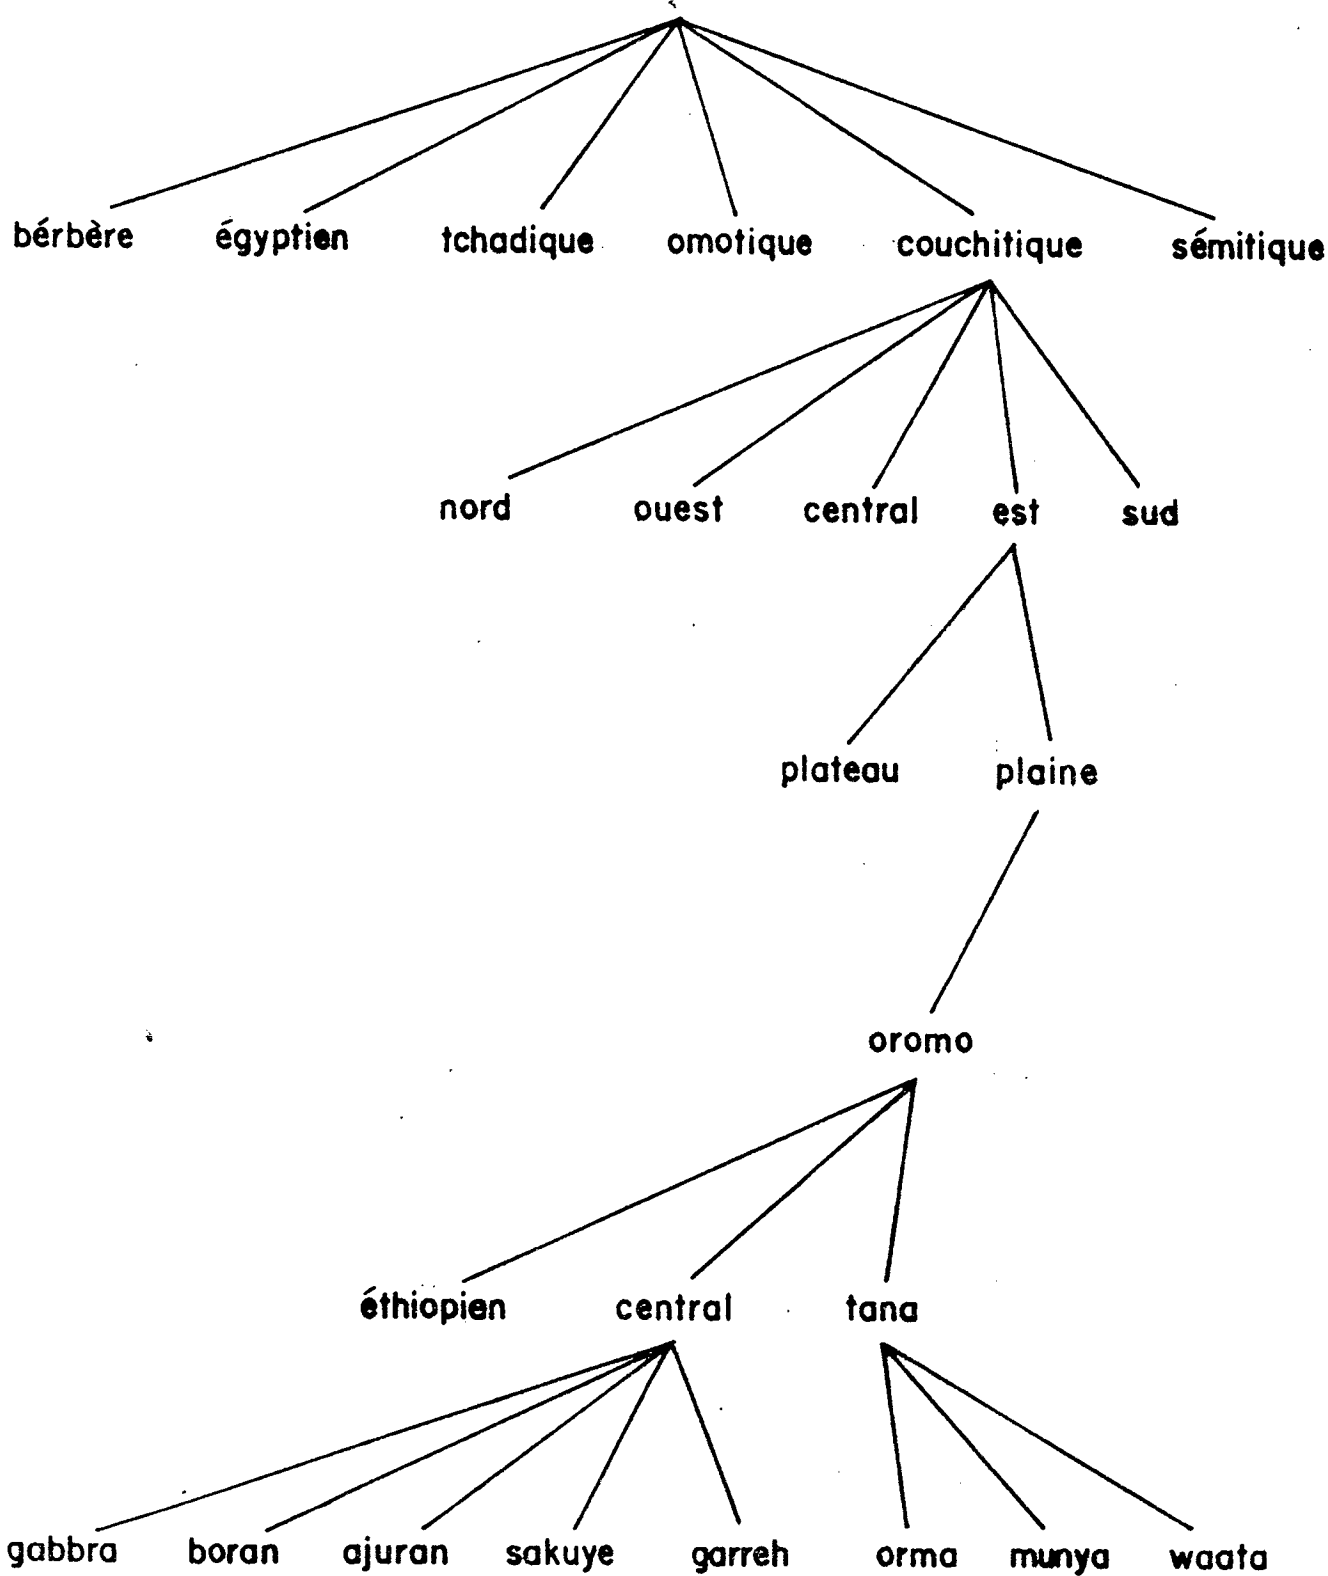 bérbère égyptien tchadique omotique couchitique sémitique
nord ouest central est sud
plateau plaine
oromo
éthiopien central tana
gabbra boran ajuran sakuye garreh orma munya waata